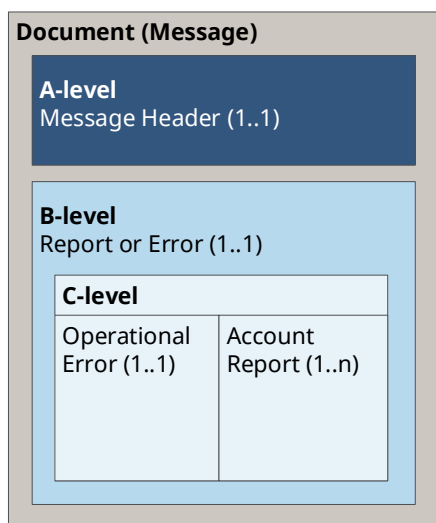 Document (Message)
A-level
Message Header (1..1)
B-level
Report or Error (1..1)
C-level
Operational
Error (1..1)
Account
Report (1..n)